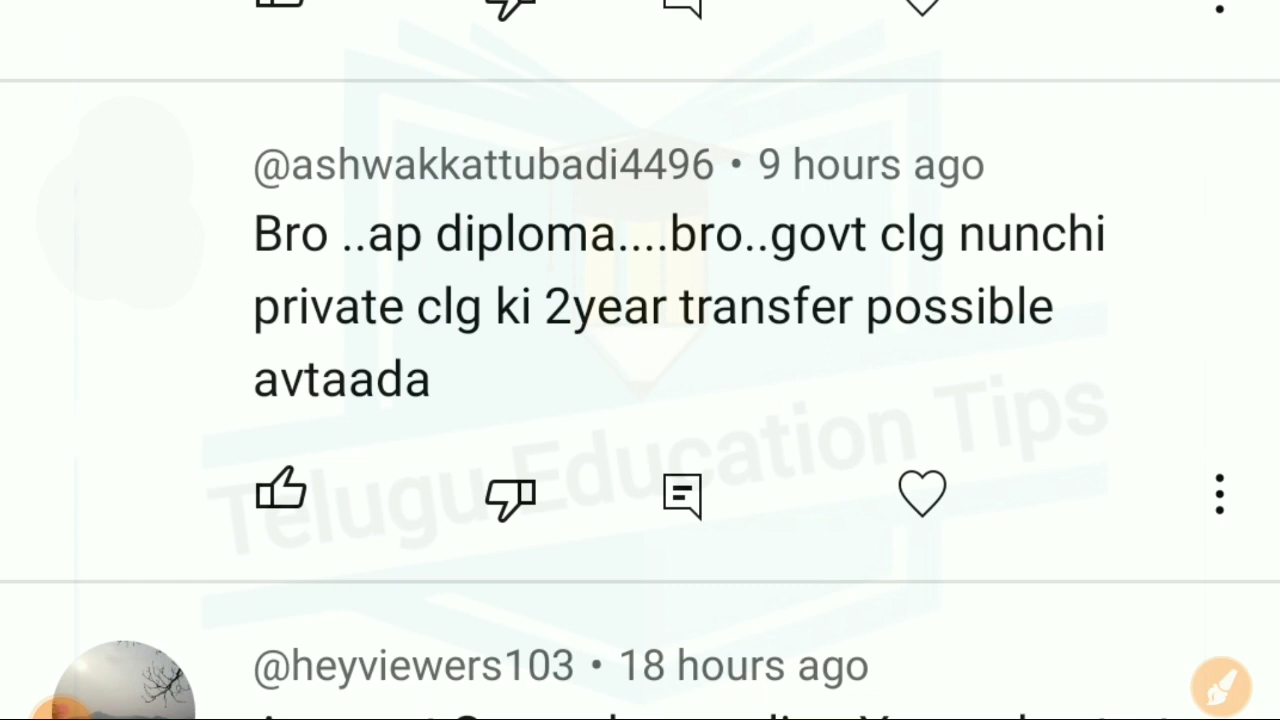 @ashwakkattubadi4496 • 9 hours ago
Bro ..ap diploma....bro..govt clg nunchi
private clg ki 2year transfer possible
avtaada
Telugu Education Tips
@heyviewers103 • 18 hours ago